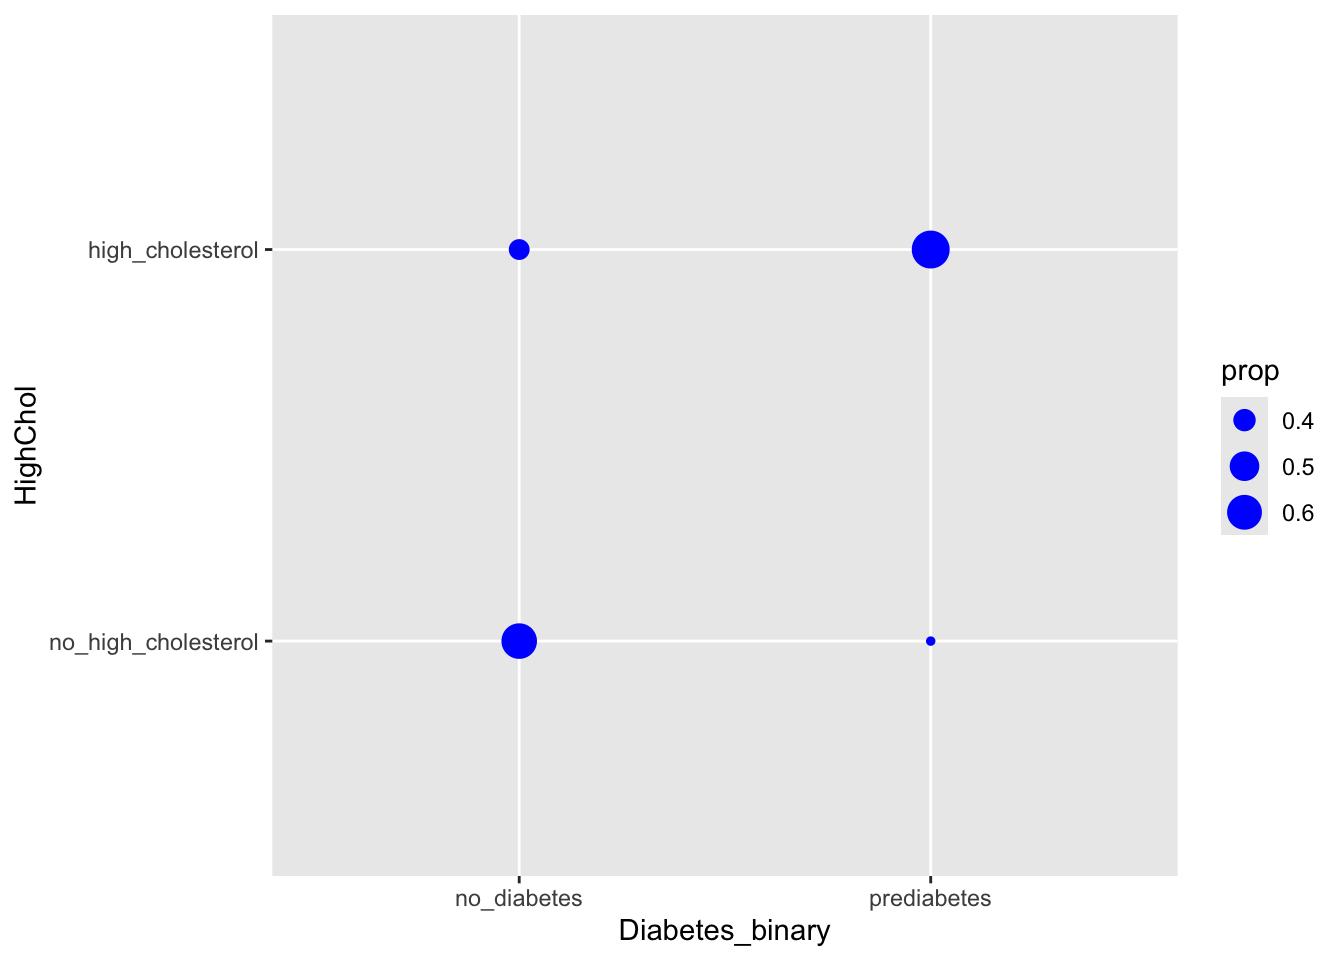 HighChol
high_cholesterol
no_high_cholesterol
no_diabetes
prediabetes
Diabetes_binary
prop
0.4
0.5
0.6